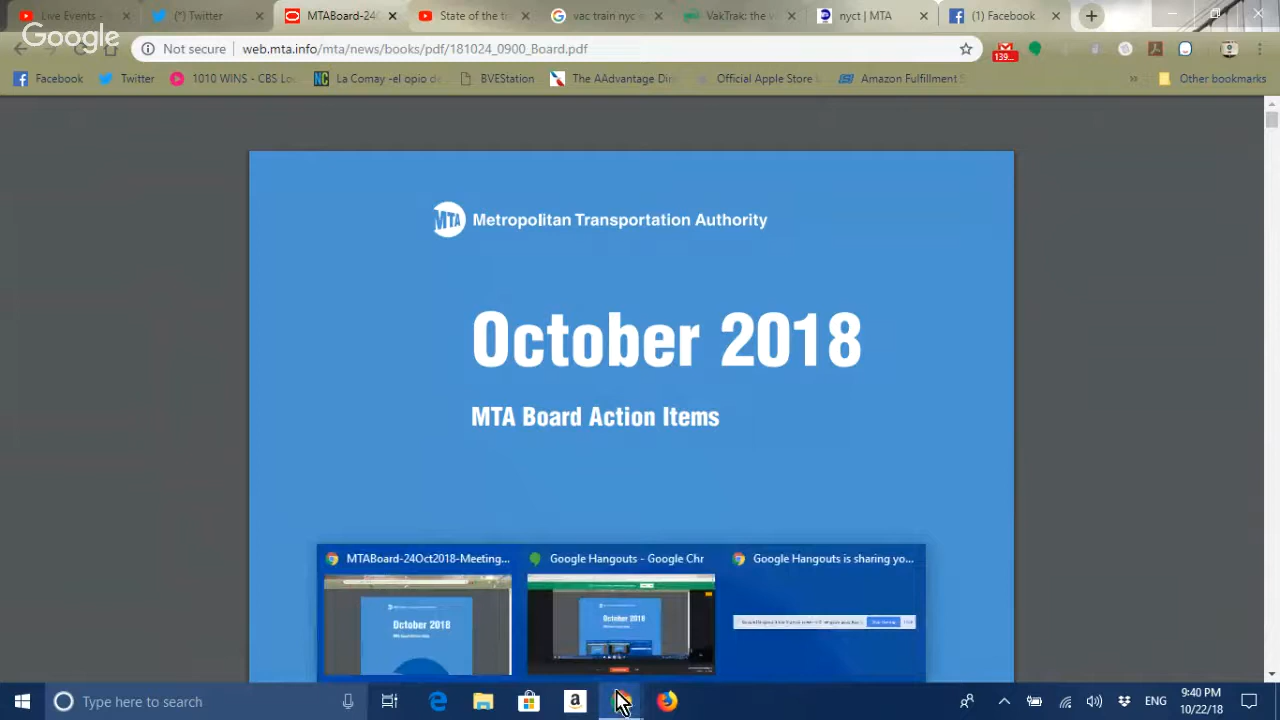 Live Events -
(*) Twitter
MTABoard-24
State of the tr
vac train nyc
VakTrak: the v
nyct | MTA
(1) Facebook
Google
Not secure
web.mta.info/mta/news/books/pdf/181024_0900_Board.pdf
139...
Facebook
Twitter
1010 WINS - CBS Lo
La Comay -el opio de
BVEStation
The AAdvantage Di
Official Apple Store
Amazon Fulfillment S
»
Other bookmarks
MTA Metropolitan Transportation Authority
October 2018
MTA Board Action Items
MTABoard-24Oct2018-Meeting...
Google Hangouts - Google Chr
Google Hangouts is sharing yo...
October 2018
October 2018
Type here to search
ENG
9:40 PM
10/22/18